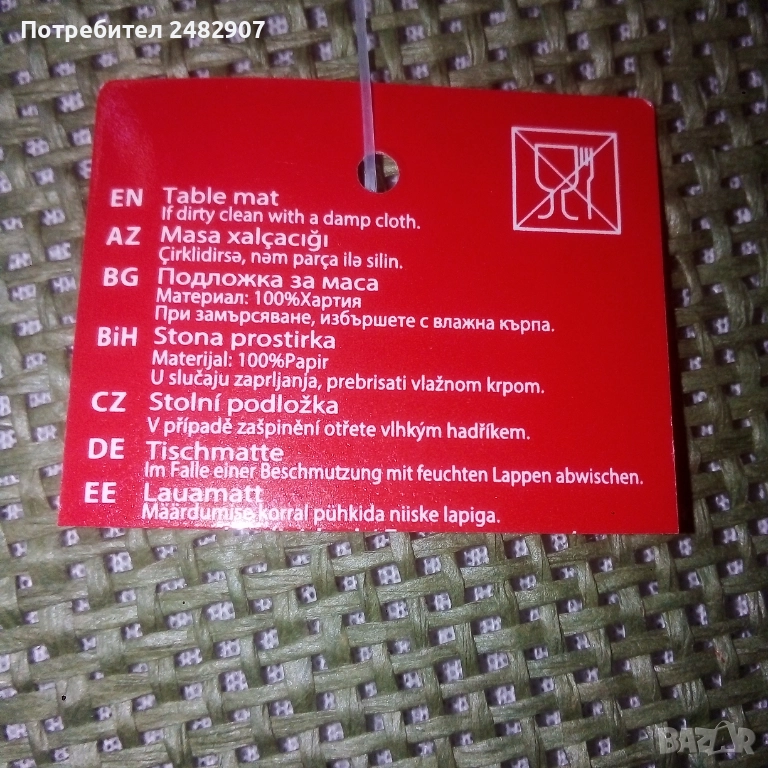 Потребител 2482907
EN Table mat
If dirty clean with a damp cloth.
AZ Masa xalçacığı
Çirklidirsə, nəm parça ilə silin.
BG Подложка за маса
Материал: 100%Хартия
При замърсяване, избършете с влажна кърпа.
BiH Stona prostirka
Materijal: 100%Papir
U slučaju zaprljanja, prebrisati vlažnom krpom.
CZ Stolní podložka
V případě zašpinění otřete vlhkým hadříkem.
DE Tischmatte
Im Falle einer Beschmutzung mit feuchten Lappen abwischen.
EE Lauamatt
Määrdumise korral pühkida niiske lapiga.
BAZAR